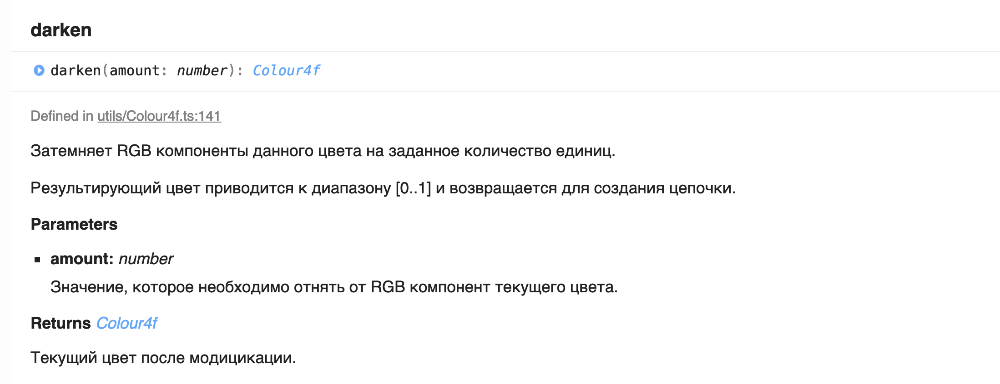 darken
darken(amount: number): Colour4f
Defined in utils/Colour4f.ts:141
Затемняет RGB компоненты данного цвета на заданное количество единиц.
Результирующий цвет приводится к диапазону [0..1] и возвращается для создания цепочки.
Parameters
amount: number
Значение, которое необходимо отнять от RGB компонент текущего цвета.
Returns Colour4f
Текущий цвет после модицикации.